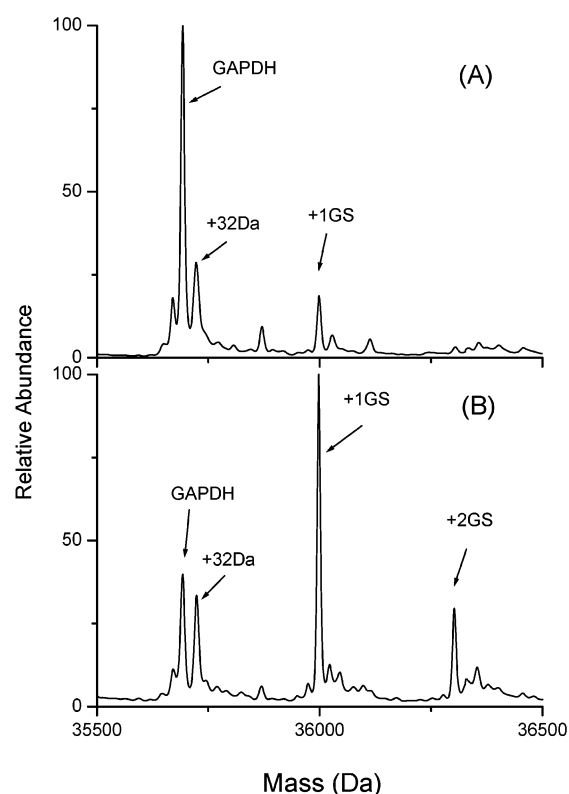 100
GAPDH
(A)
50
+32Da
+1GS
0
Relative Abundance
100
+1GS
(B)
GAPDH
50
+32Da
+2GS
0
35500 36000 36500
Mass (Da)